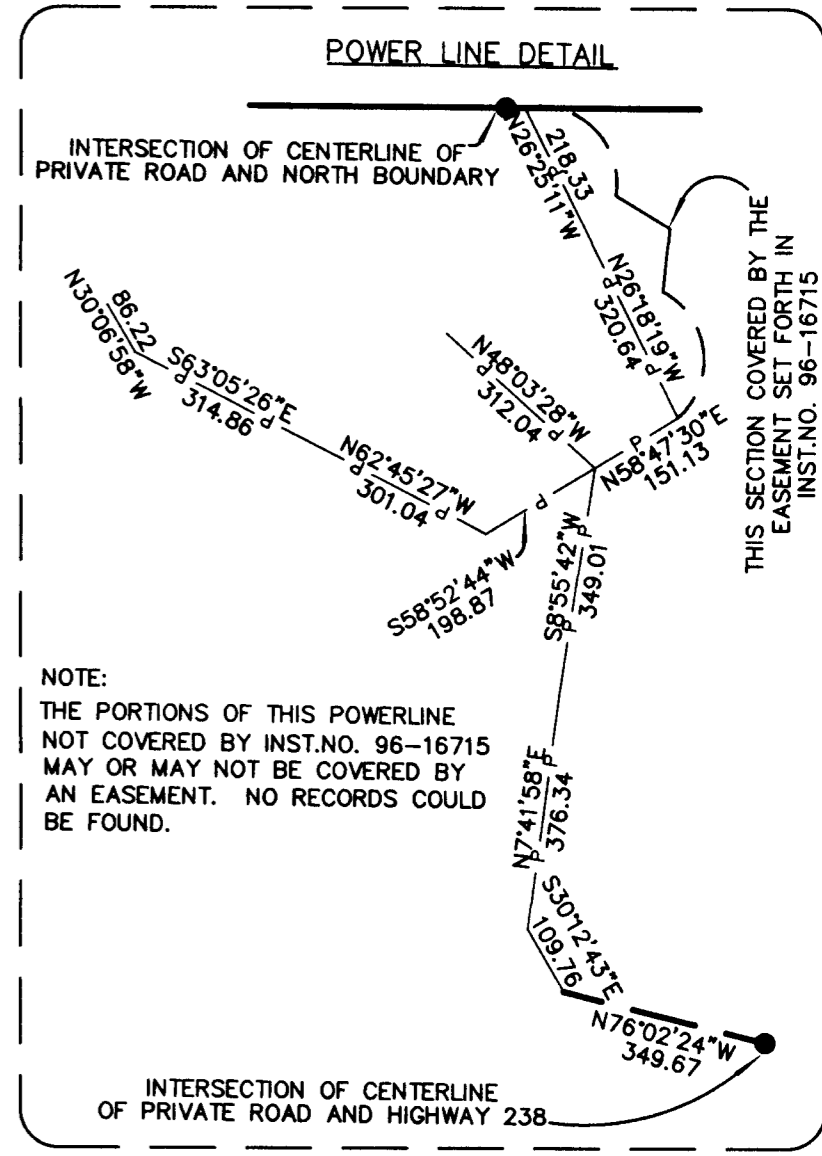 POWER LINE DETAIL
INTERSECTION OF CENTERLINE OF
PRIVATE ROAD AND NORTH BOUNDARY
218.33
N26°25'11"W
P
THIS SECTION COVERED BY THE
EASEMENT SET FORTH IN
INST.NO. 96-16715
P
N26°18'19"W
320.64
P
86.22
N30°06'58"W
P
S63°05'26"E
314.86
P
N48°03'28"W
P
312.04
P
N62°45'27"W
P
301.04
P
P
N58°47'30"E
151.13
P
S58°52'44"W
198.87
P
S8°55'42"W
349.01
P
NOTE:
THE PORTIONS OF THIS POWERLINE
NOT COVERED BY INST.NO. 96-16715
MAY OR MAY NOT BE COVERED BY
AN EASEMENT. NO RECORDS COULD
BE FOUND.
P
N7°41'58"E
376.34
P
S30°12'43"E
109.76
N76°02'24"W
349.67
INTERSECTION OF CENTERLINE
OF PRIVATE ROAD AND HIGHWAY 238